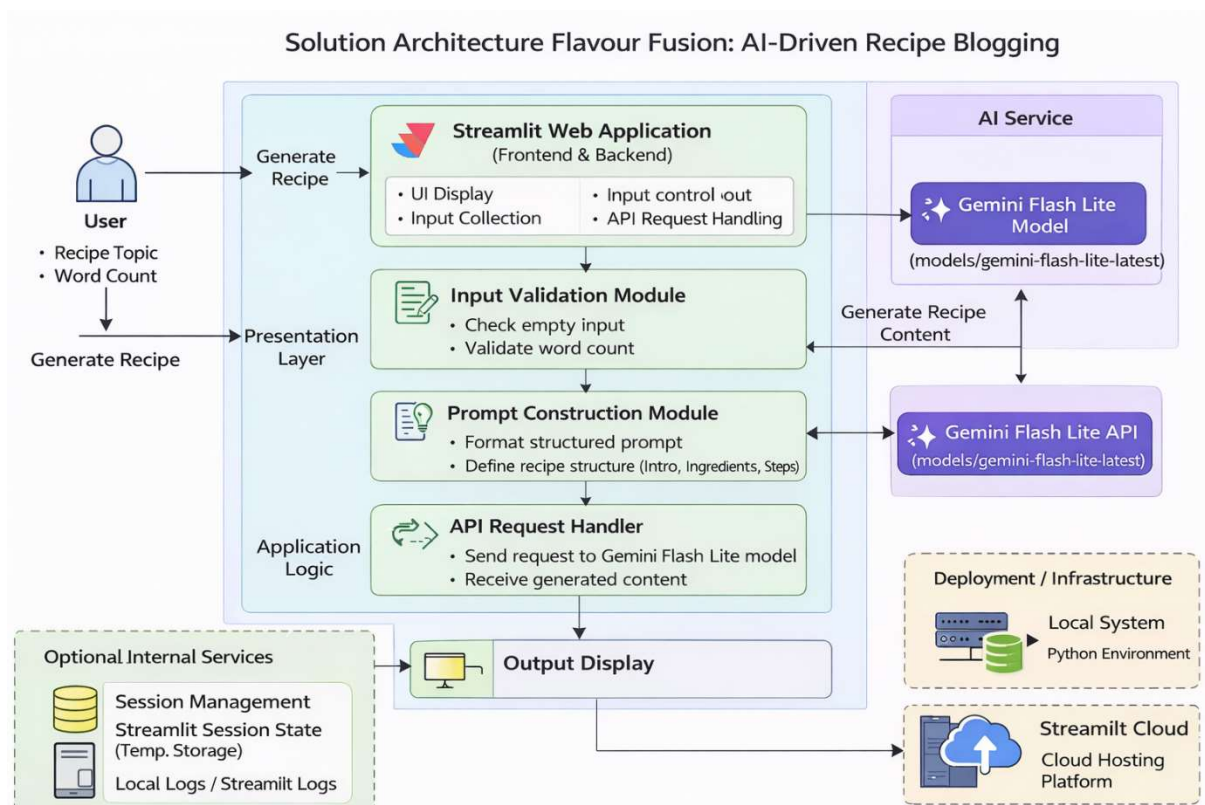 Solution Architecture Flavour Fusion: AI-Driven Recipe Blogging
User
• Recipe Topic
• Word Count
Generate Recipe
Generate
Recipe
Presentation
Layer
Application
Logic
Streamlit Web Application
(Frontend & Backend)
• UI Display
• Input Collection
• Input control ‹out
• API Request Handling
Input Validation Module
• Check empty input
• Validate word count
Prompt Construction Module
• Format structured prompt
• Define recipe structure (Intro, Ingredients, Steps)
API Request Handler
• Send request to Gemini Flash Lite model
• Receive generated content
Output Display
AI Service
Gemini Flash Lite
Model
(models/gemini-flash-lite-latest)
Generate Recipe
Content
Gemini Flash Lite API
(models/gemini-flash-lite-latest)
Optional Internal Services
Session Management
Streamlit Session State
(Temp. Storage)
Local Logs / Streamilt Logs
Deployment / Infrastructure
Local System
Python Environment
Streamilt Cloud
Cloud Hosting
Platform